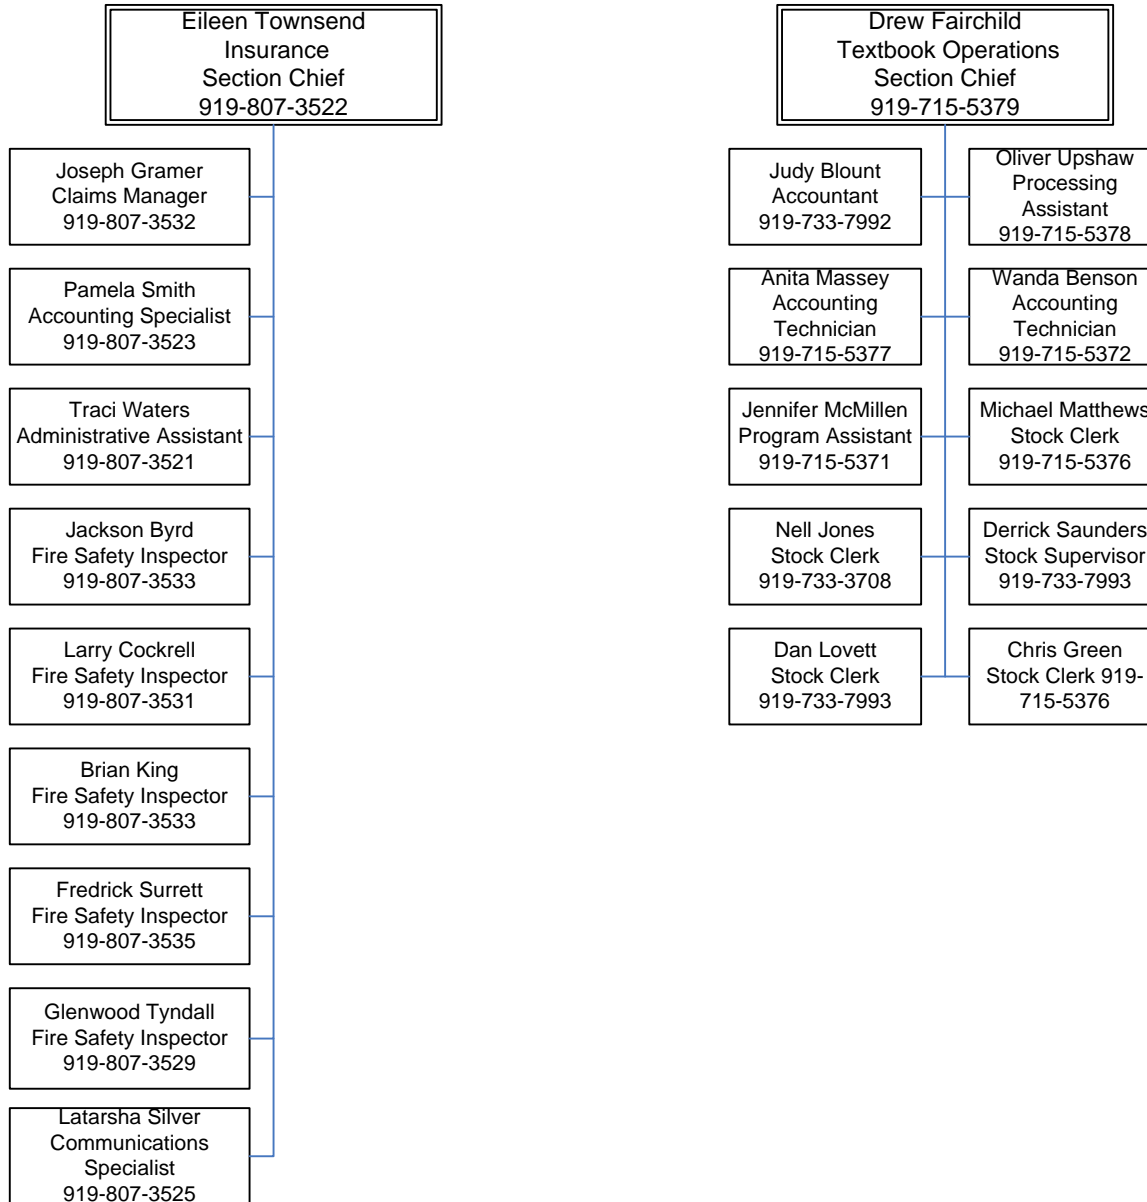 Eileen Townsend
Insurance
Section Chief
919-807-3522
Joseph Gramer
Claims Manager
919-807-3532
Pamela Smith
Accounting Specialist
919-807-3523
Traci Waters
Administrative Assistant
919-807-3521
Jackson Byrd
Fire Safety Inspector
919-807-3533
Larry Cockrell
Fire Safety Inspector
919-807-3531
Brian King
Fire Safety Inspector
919-807-3533
Fredrick Surrett
Fire Safety Inspector
919-807-3535
Glenwood Tyndall
Fire Safety Inspector
919-807-3529
Latarsha Silver
Communications
Specialist
919-807-3525
Drew Fairchild
Textbook Operations
Section Chief
919-715-5379
Judy Blount
Accountant
919-733-7992
Oliver Upshaw
Processing
Assistant
919-715-5378
Anita Massey
Accounting
Technician
919-715-5377
Wanda Benson
Accounting
Technician
919-715-5372
Jennifer McMillen
Program Assistant
919-715-5371
Michael Matthews
Stock Clerk
919-715-5376
Nell Jones
Stock Clerk
919-733-3708
Derrick Saunders
Stock Supervisor
919-733-7993
Dan Lovett
Stock Clerk
919-733-7993
Chris Green
Stock Clerk 919-
715-5376